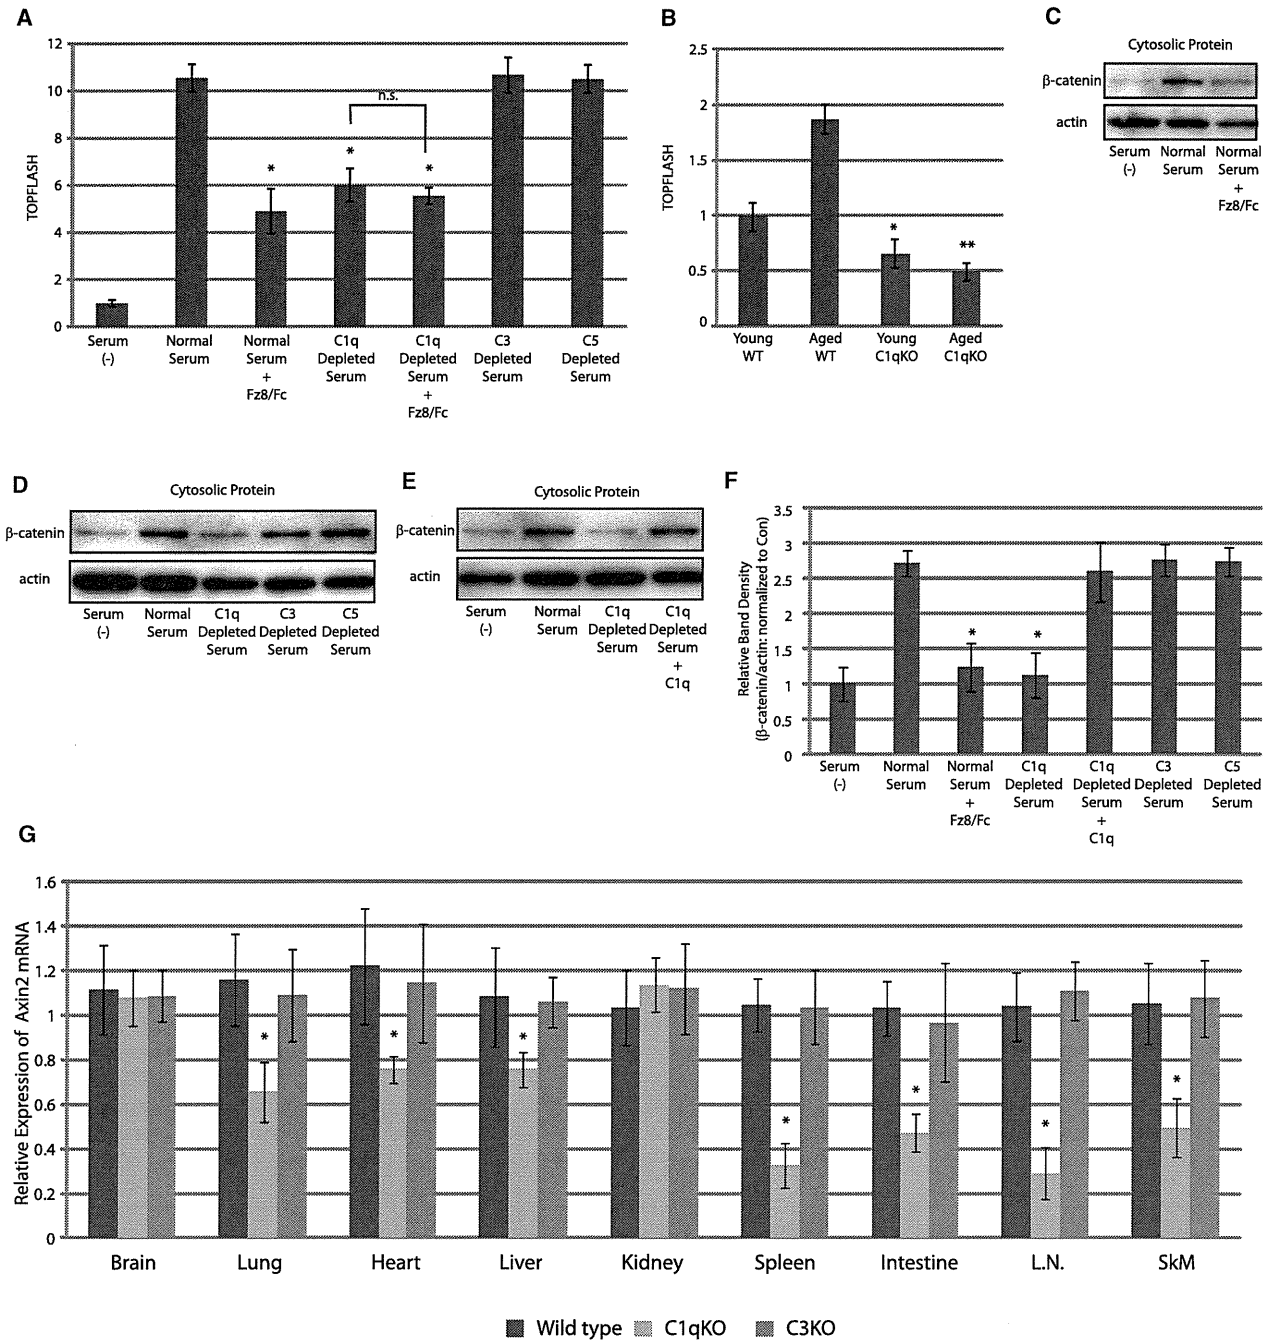 A
12
10
8
6
4
2
0
TOPFLASH
n.s.
*
*
*
Serum (-)
Normal Serum
Normal Serum + Fz8/Fc
C1q Depleted Serum
C1q Depleted Serum + Fz8/Fc
C3 Depleted Serum
C5 Depleted Serum
B
2.5
2
1.5
1
0.5
0
TOPFLASH
*
**
Young WT
Aged WT
Young C1qKO
Aged C1qKO
C
Cytosolic Protein
β-catenin
actin
Serum (-)
Normal Serum
Normal Serum + Fz8/Fc
D
Cytosolic Protein
β-catenin
actin
Serum (-)
Normal Serum
C1q Depleted Serum
C3 Depleted Serum
C5 Depleted Serum
E
Cytosolic Protein
β-catenin
actin
Serum (-)
Normal Serum
C1q Depleted Serum
C1q Depleted Serum + C1q
F
3.5
3
2.5
2
1.5
1
0.5
0
Relative Band Density
(β-catenin/actin: normalized to Con)
*
*
Serum (-)
Normal Serum
Normal Serum + Fz8/Fc
C1q Depleted Serum
C1q Depleted Serum + C1q
C3 Depleted Serum
C5 Depleted Serum
G
1.6
1.4
1.2
1
0.8
0.6
0.4
0.2
0
Relative Expression of Axin2 mRNA
*
*
*
*
*
*
*
Brain
Lung
Heart
Liver
Kidney
Spleen
Intestine
L.N.
SkM
Wild type
C1qKO
C3KO